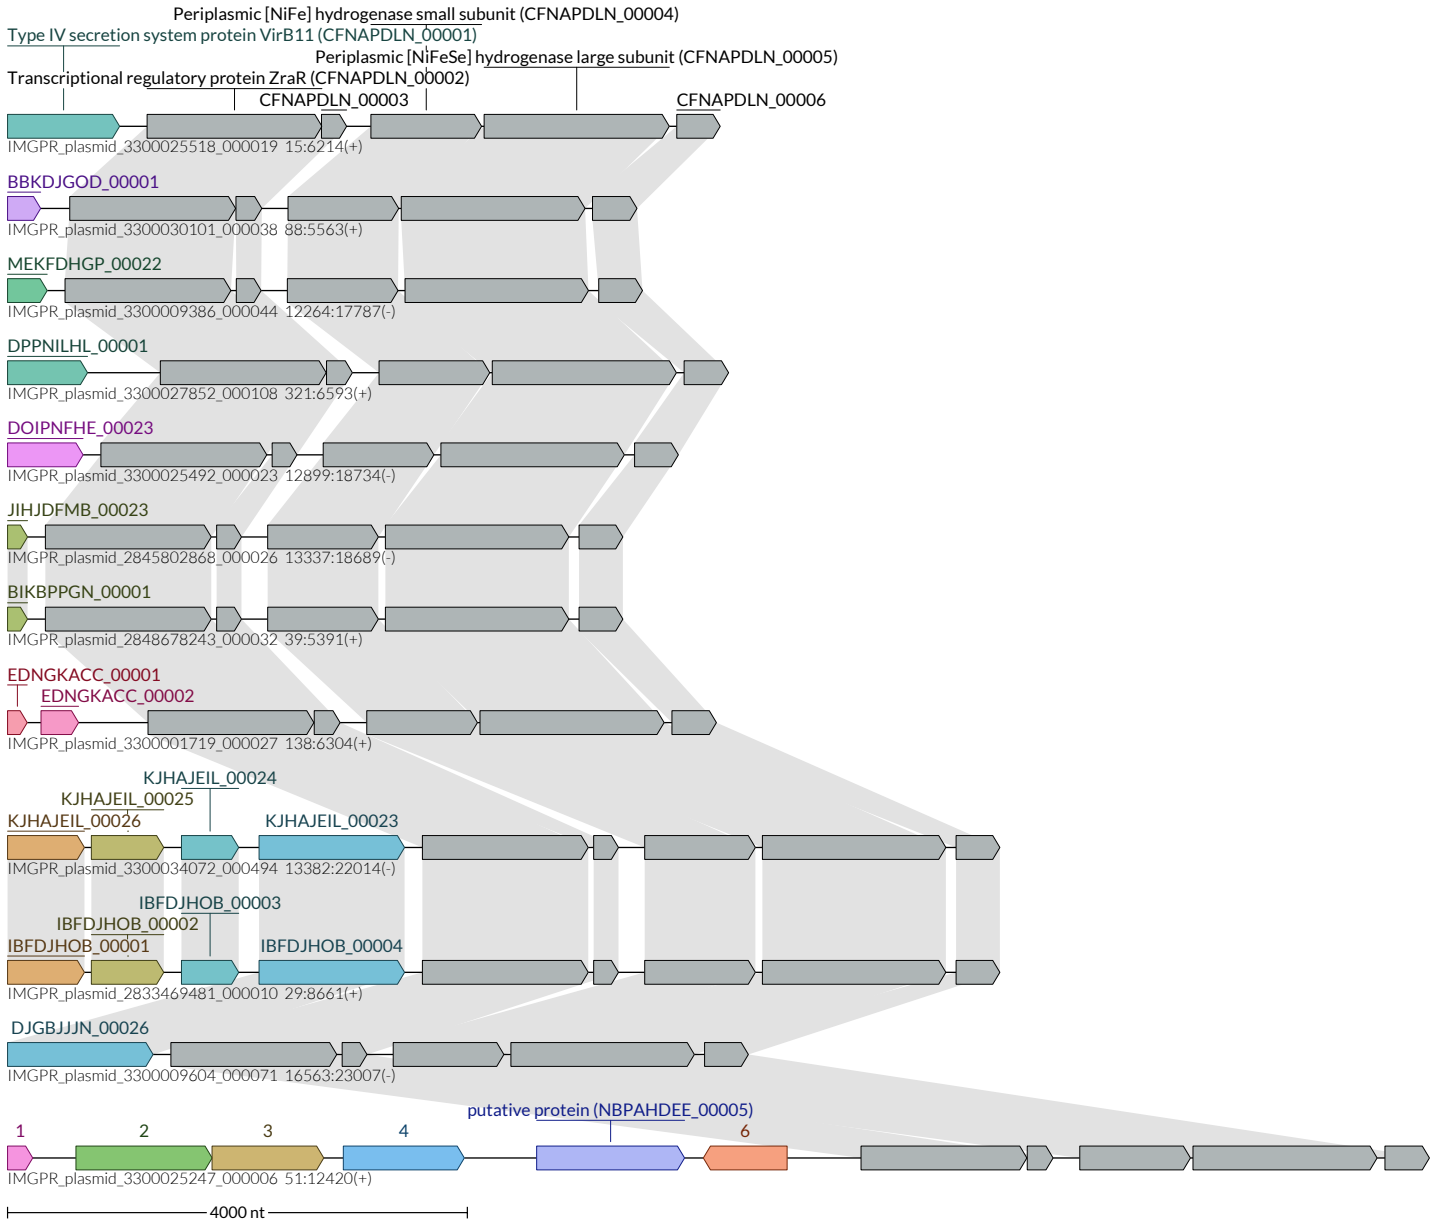 Periplasmic [NiFe] hydrogenase small subunit (CFNAPDLN_00004)
Type IV secretion system protein VirB11 (CFNAPDLN_00001)
Periplasmic [NiFeSe] hydrogenase large subunit (CFNAPDLN_00005)
Transcriptional regulatory protein ZraR (CFNAPDLN_00002)
CFNAPDLN_00003
CFNAPDLN_00006
IMGPR_plasmid_3300025518_000019 15:6214(+)
BBKDJGOD_00001
IMGPR_plasmid_3300030101_000038 88:5563(+)
MEKFDHGP_00022
IMGPR_plasmid_3300009386_000044 12264:17787(-)
DPPNILHL_00001
IMGPR_plasmid_3300027852_000108 321:6593(+)
DOIPNFHE_00023
IMGPR_plasmid_3300025492_000023 12899:18734(-)
JIHJDFMB_00023
IMGPR_plasmid_2845802868_000026 13337:18689(-)
BIKBPPGN_00001
IMGPR_plasmid_2848678243_000032 39:5391(+)
EDNGKACC_00001
EDNGKACC_00002
IMGPR_plasmid_3300001719_000027 138:6304(+)
KJHAJEIL_00024
KJHAJEIL_00025
KJHAJEIL_00026
KJHAJEIL_00023
IMGPR_plasmid_3300034072_000494 13382:22014(-)
IBFDJHOB_00003
IBFDJHOB_00002
IBFDJHOB_00001
IBFDJHOB_00004
IMGPR_plasmid_2833469481_000010 29:8661(+)
DJGBJJJN_00026
IMGPR_plasmid_3300009604_000071 16563:23007(-)
putative protein (NBPAHDEE_00005)
1 2 3 4 6
IMGPR_plasmid_3300025247_000006 51:12420(+)
4000 nt